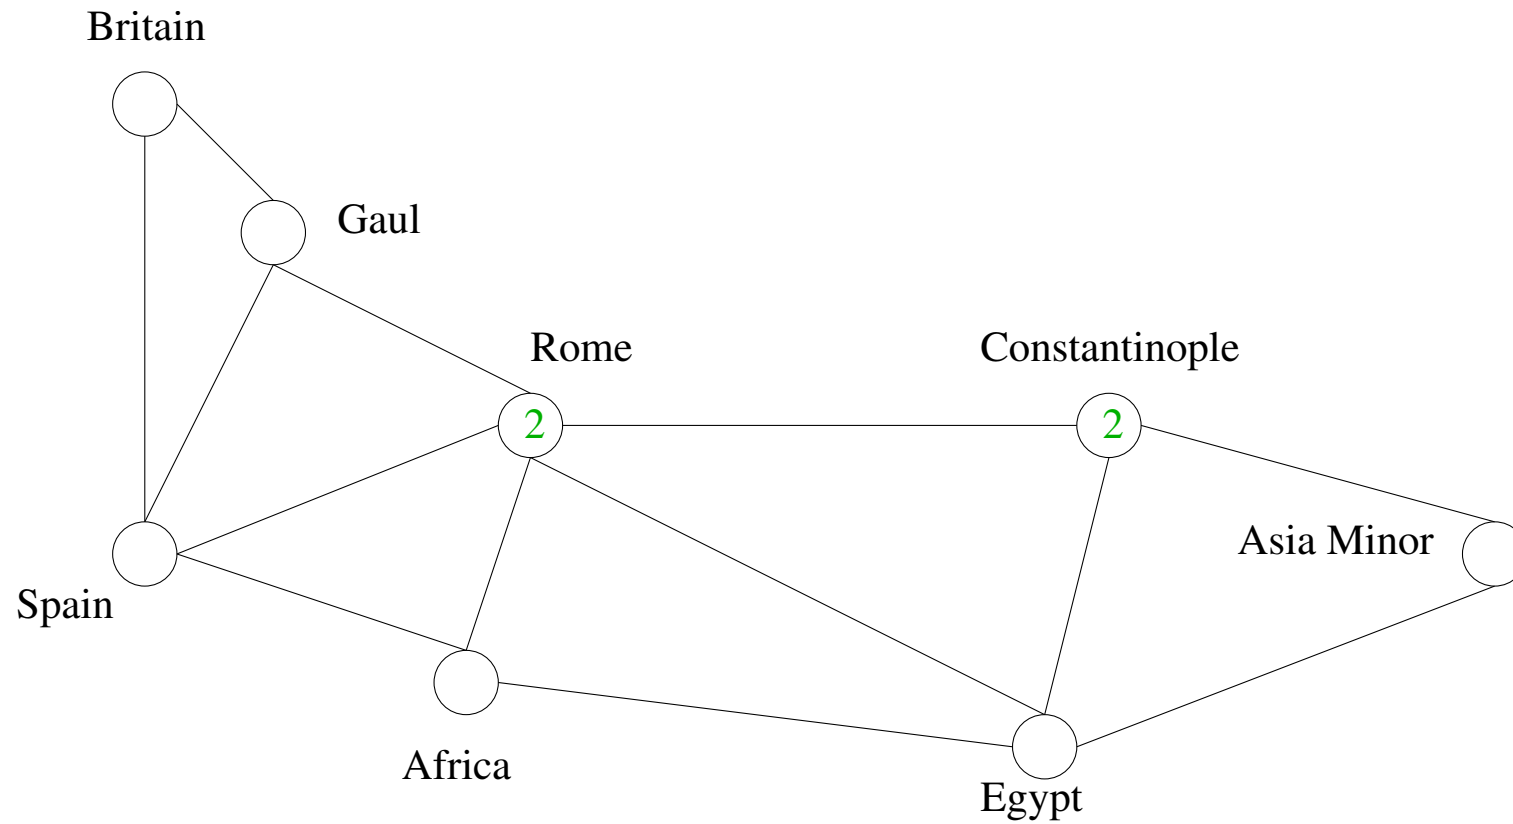 Britain
Gaul
Rome
Constantinople
2
2
Asia Minor
Spain
Africa
Egypt